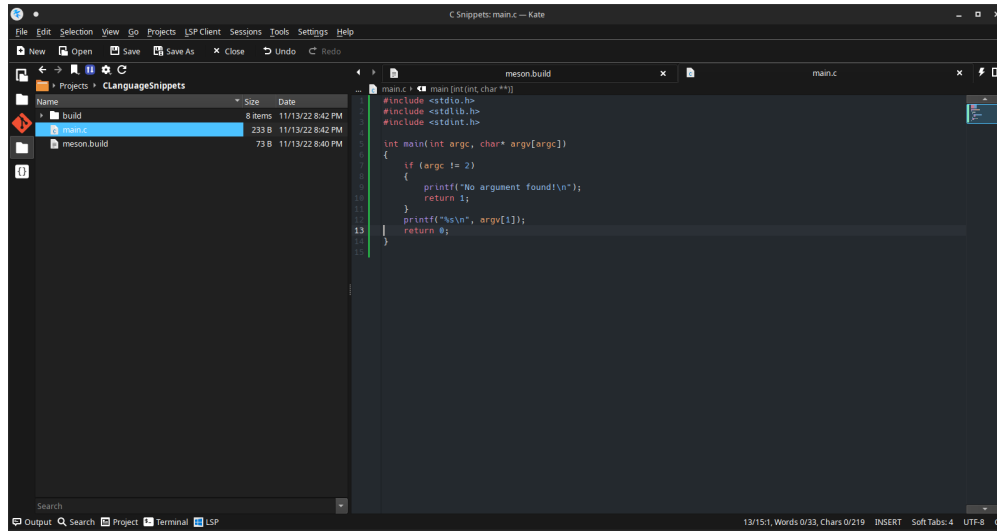 C Snippets: main.c — Kate
File Edit Selection View Go Projects LSP Client Sessions Tools Settings Help
New Open Save Save As Close Undo Redo
Projects CLanguageSnippets
Name Size Date
build 8 items 11/13/22 8:42 PM
main.c 233 B 11/13/22 8:42 PM
meson.build 73 B 11/13/22 8:40 PM
Search
meson.build main.c
... main.c main [int (int, char **)]
1 #include <stdio.h>
2 #include <stdlib.h>
3 #include <stdint.h>
4
5 int main(int argc, char* argv[argc])
6 {
7 if (argc != 2)
8 {
9 printf("No argument found!\n");
10 return 1;
11 }
12 printf("%s\n", argv[1]);
13 return 0;
14 }
15
Output Search Project Terminal LSP 13/15:1, Words 0/33, Chars 0/219 INSERT Soft Tabs: 4 UTF-8